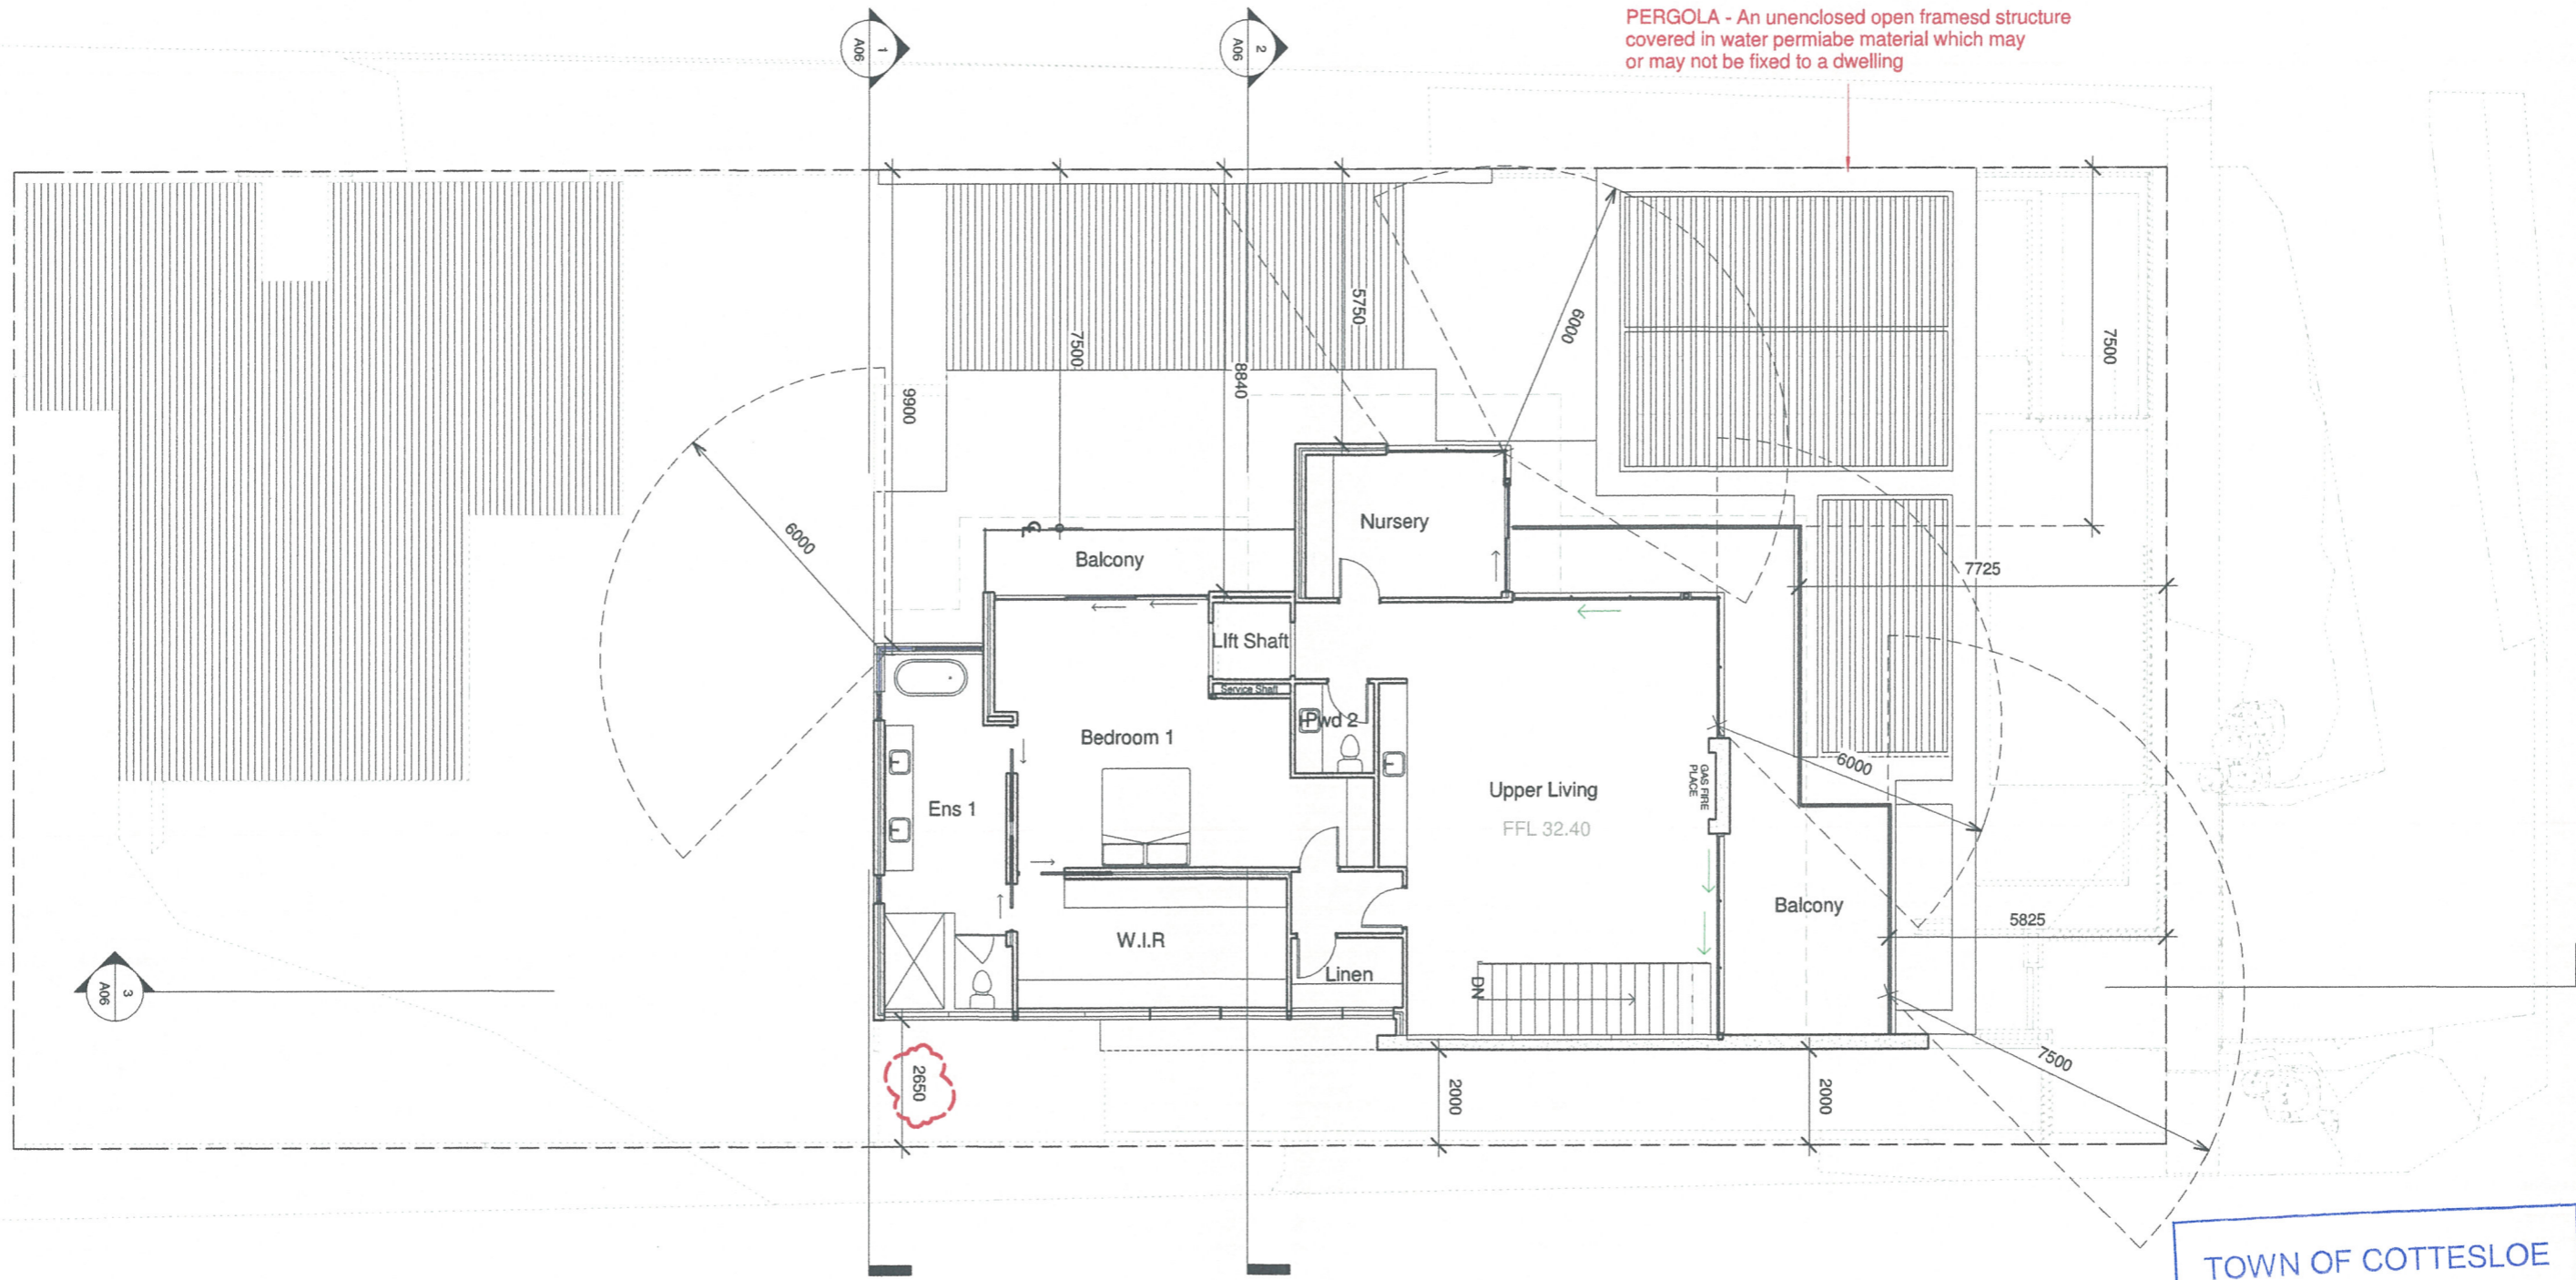 PERGOLA - An unenclosed open framesd structure
covered in water permiabe material which may
or may not be fixed to a dwelling
1
A06
2
A06
9900
7500
8840
5750
6000
7500
6000
Nursery
Balcony
7725
LIft Shaft
Service Shaft
Pwd 2
Bedroom 1
Ens 1
Upper Living
FFL 32.40
GAS FIRE
PLACE
6000
Balcony
5825
W.I.R
Linen
DN
3
A06
2650
2000
2000
7500
TOWN OF COTTESLOE